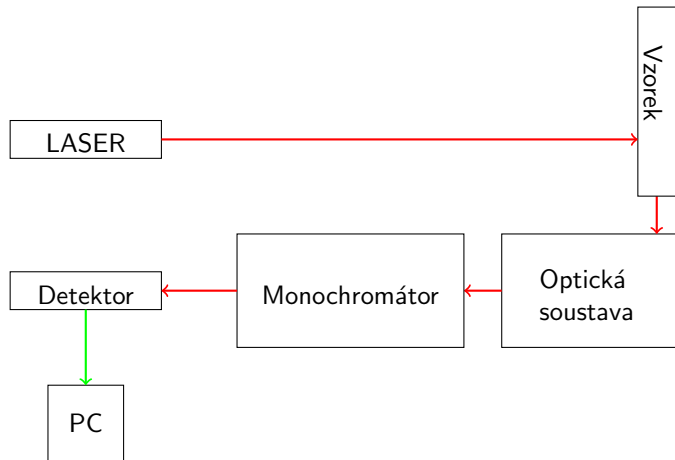 Vzorek
LASER
Optická
soustava
Monochromátor
Detektor
PC